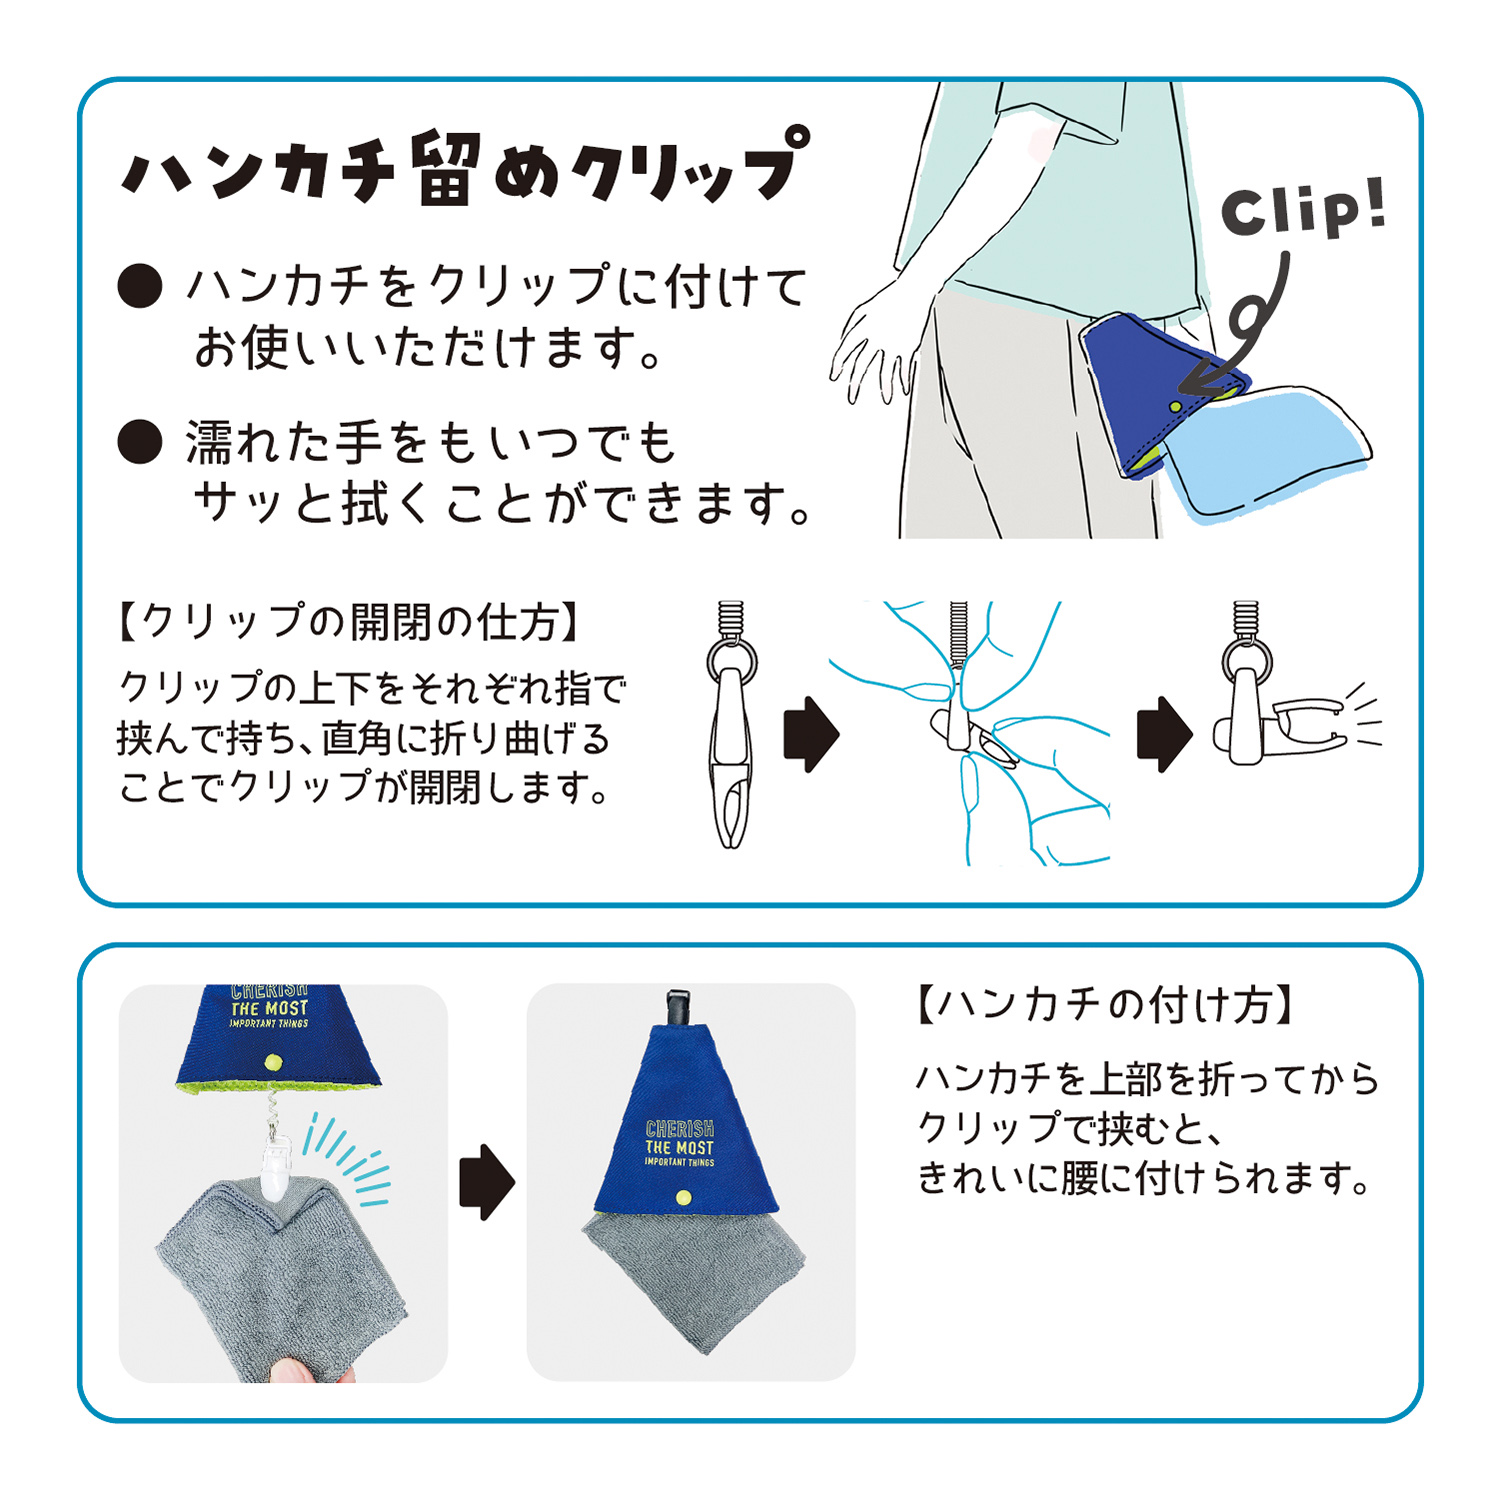 ハンカチ留めクリップ
Clip!
● ハンカチをクリップに付けて
お使いいただけます。
● 濡れた手をもいつでも
サッと拭くことができます。
【クリップの開閉の仕方】
クリップの上下をそれぞれ指で
挟んで持ち、直角に折り曲げる
ことでクリップが開閉します。
CHERISH
THE MOST
IMPORTANT THINGS
CHERISH
THE MOST
IMPORTANT THINGS
【ハンカチの付け方】
ハンカチを上部を折ってから
クリップで挟むと、
きれいに腰に付けられます。